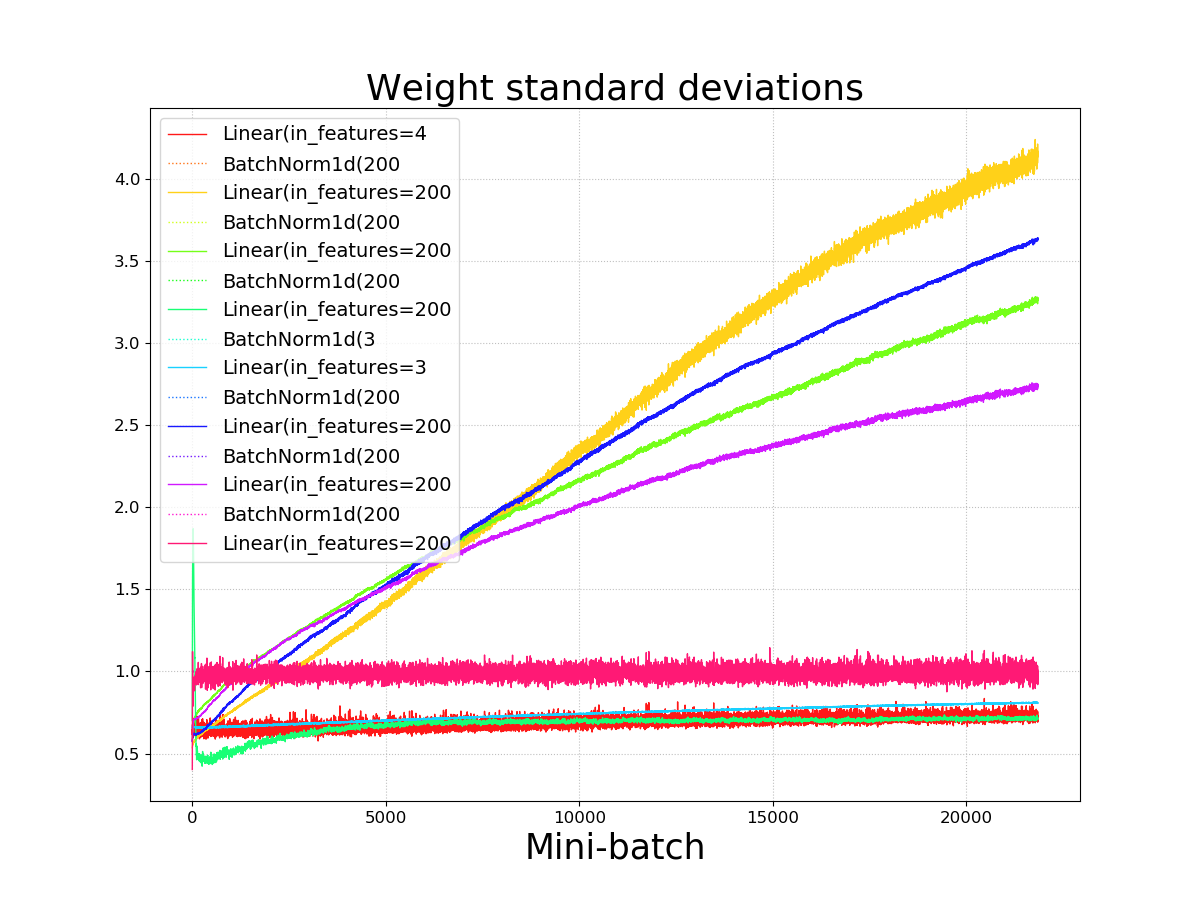 Weight standard deviations
Linear(in_features=4
BatchNorm1d(200
Linear(in_features=200
BatchNorm1d(200
Linear(in_features=200
BatchNorm1d(200
Linear(in_features=200
BatchNorm1d(3
Linear(in_features=3
BatchNorm1d(200
Linear(in_features=200
BatchNorm1d(200
Linear(in_features=200
BatchNorm1d(200
Linear(in_features=200
4.0
3.5
3.0
2.5
2.0
1.5
1.0
0.5
0 5000 10000 15000 20000
Mini-batch